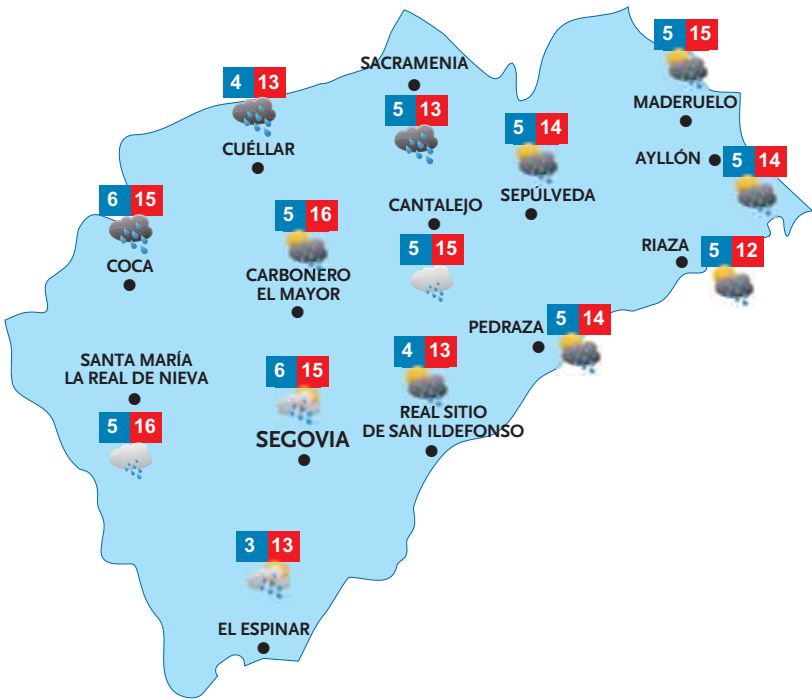 5 15
MADERUELO
SACRAMENIA
5 13
4 13
CUÉLLAR
5 14
SEPÚLVEDA
AYLLÓN
5 14
6 15
COCA
5 16
CARBONERO
EL MAYOR
CANTALEJO
5 15
RIAZA
5 12
PEDRAZA
5 14
SANTA MARÍA
LA REAL DE NIEVA
5 16
6 15
SEGOVIA
4 13
REAL SITIO
DE SAN ILDEFONSO
3 13
EL ESPINAR